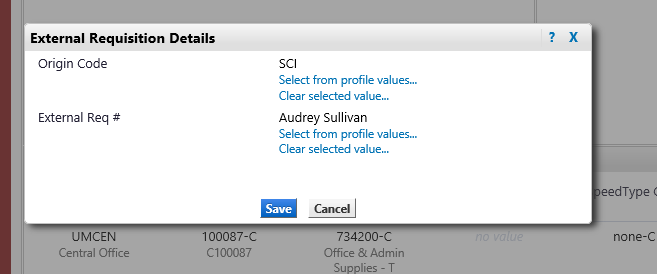 External Requisition Details ? X
Origin Code SCI
Select from profile values...
Clear selected value...
External Req # Audrey Sullivan
Select from profile values...
Clear selected value...
Save Cancel
peedType
UMCEN 100087-C 734200-C no value none-C
Central Office C100087 Office & Admin
Supplies - T